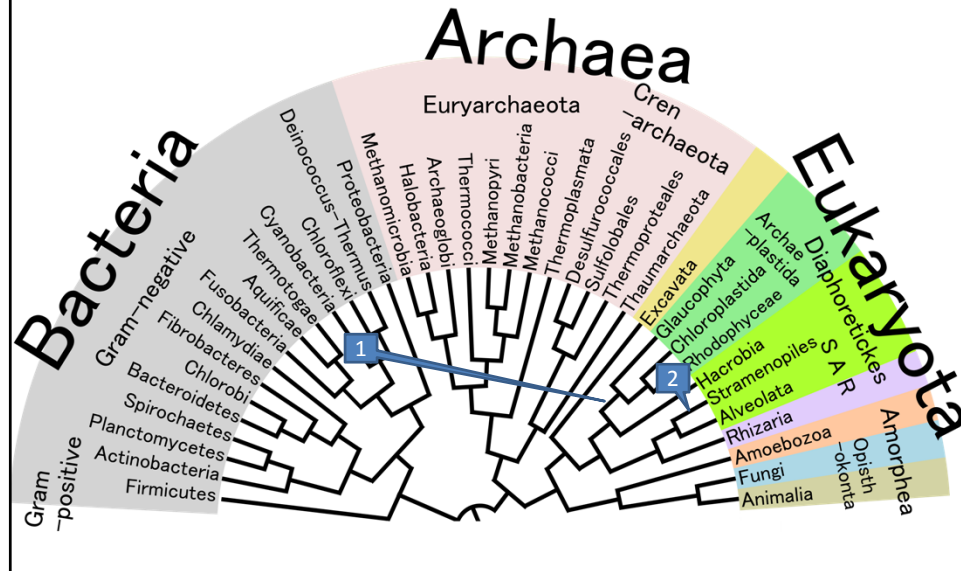 Archaea
Bacteria
Eukaryota
Euryarchaeota
Cren
-archaeota
Gram-negative
Gram
-positive
Firmicutes
Actinobacteria
Planctomycetes
Spirochaetes
Bacteroidetes
Chlorobi
Fibrobacteres
Chlamydiae
Fusobacteria
Aquificae
Thermotogae
Cyanobacteria
Chloroflexi
Deinococcus-Thermus
Proteobacteria
Methanomicrobia
Halobacteria
Archaeoglobi
Thermococci
Methanopyri
Methanobacteria
Methanococci
Thermoplasmata
Desulfurococcales
Sulfolobales
Thermoproteales
Thaumarchaeota
Excavata
Archae
-plastida
Diaphoretickes
Glaucophyta
Chloroplastida
Rhodophyceae
Hacrobia
Stramenopiles
Alveolata
SAR
Rhizaria
Amoebozoa
Amorphea
Opisth
-okonta
Fungi
Animalia
1
2